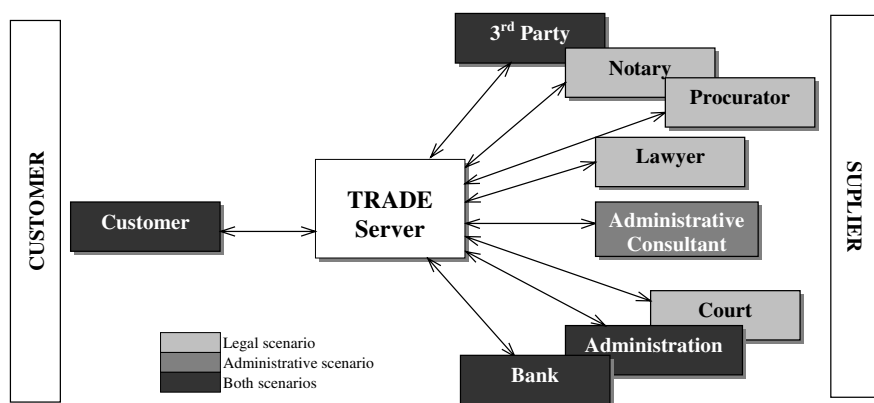 CUSTOMER
3rd Party
Notary
Procurator
Lawyer
TRADE
Server
Customer
Administrative
Consultant
Court
Administration
Bank
Legal scenario
Administrative scenario
Both scenarios
SUPLIER